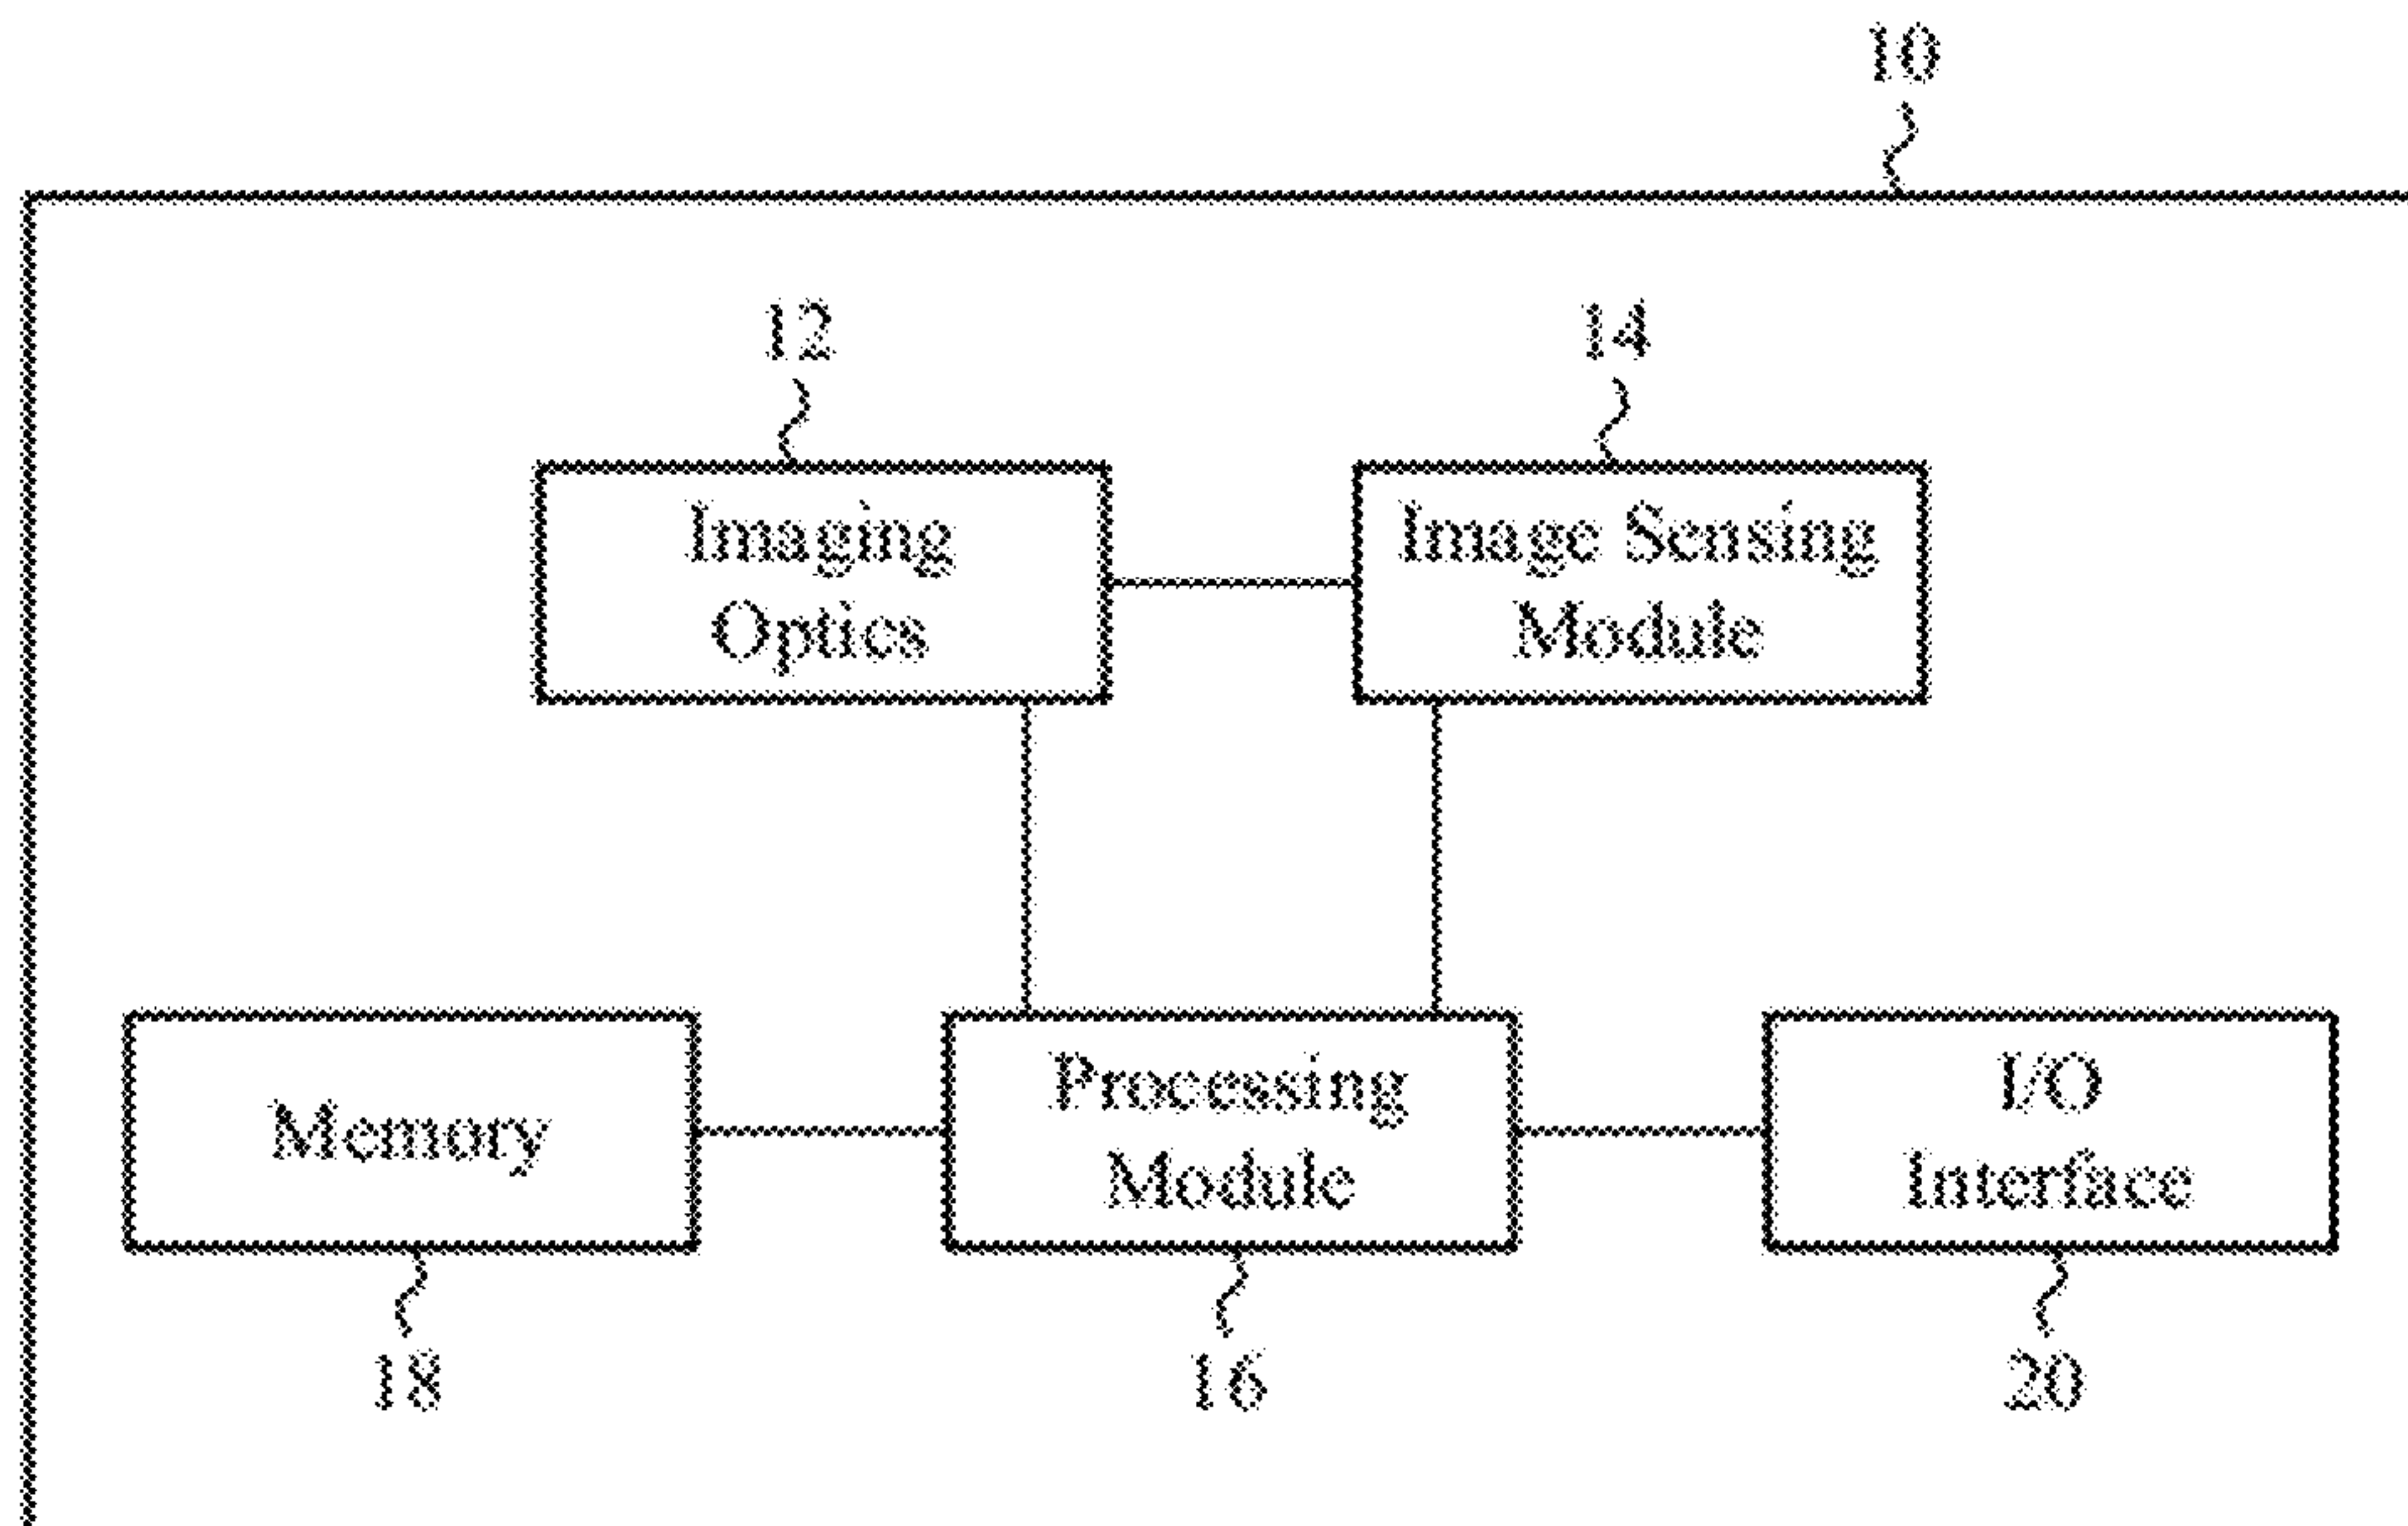 10
12
14
Imaging
Optics
Image Sensing
Module
Memory
Processing
Module
I/O
Interface
18
16
20